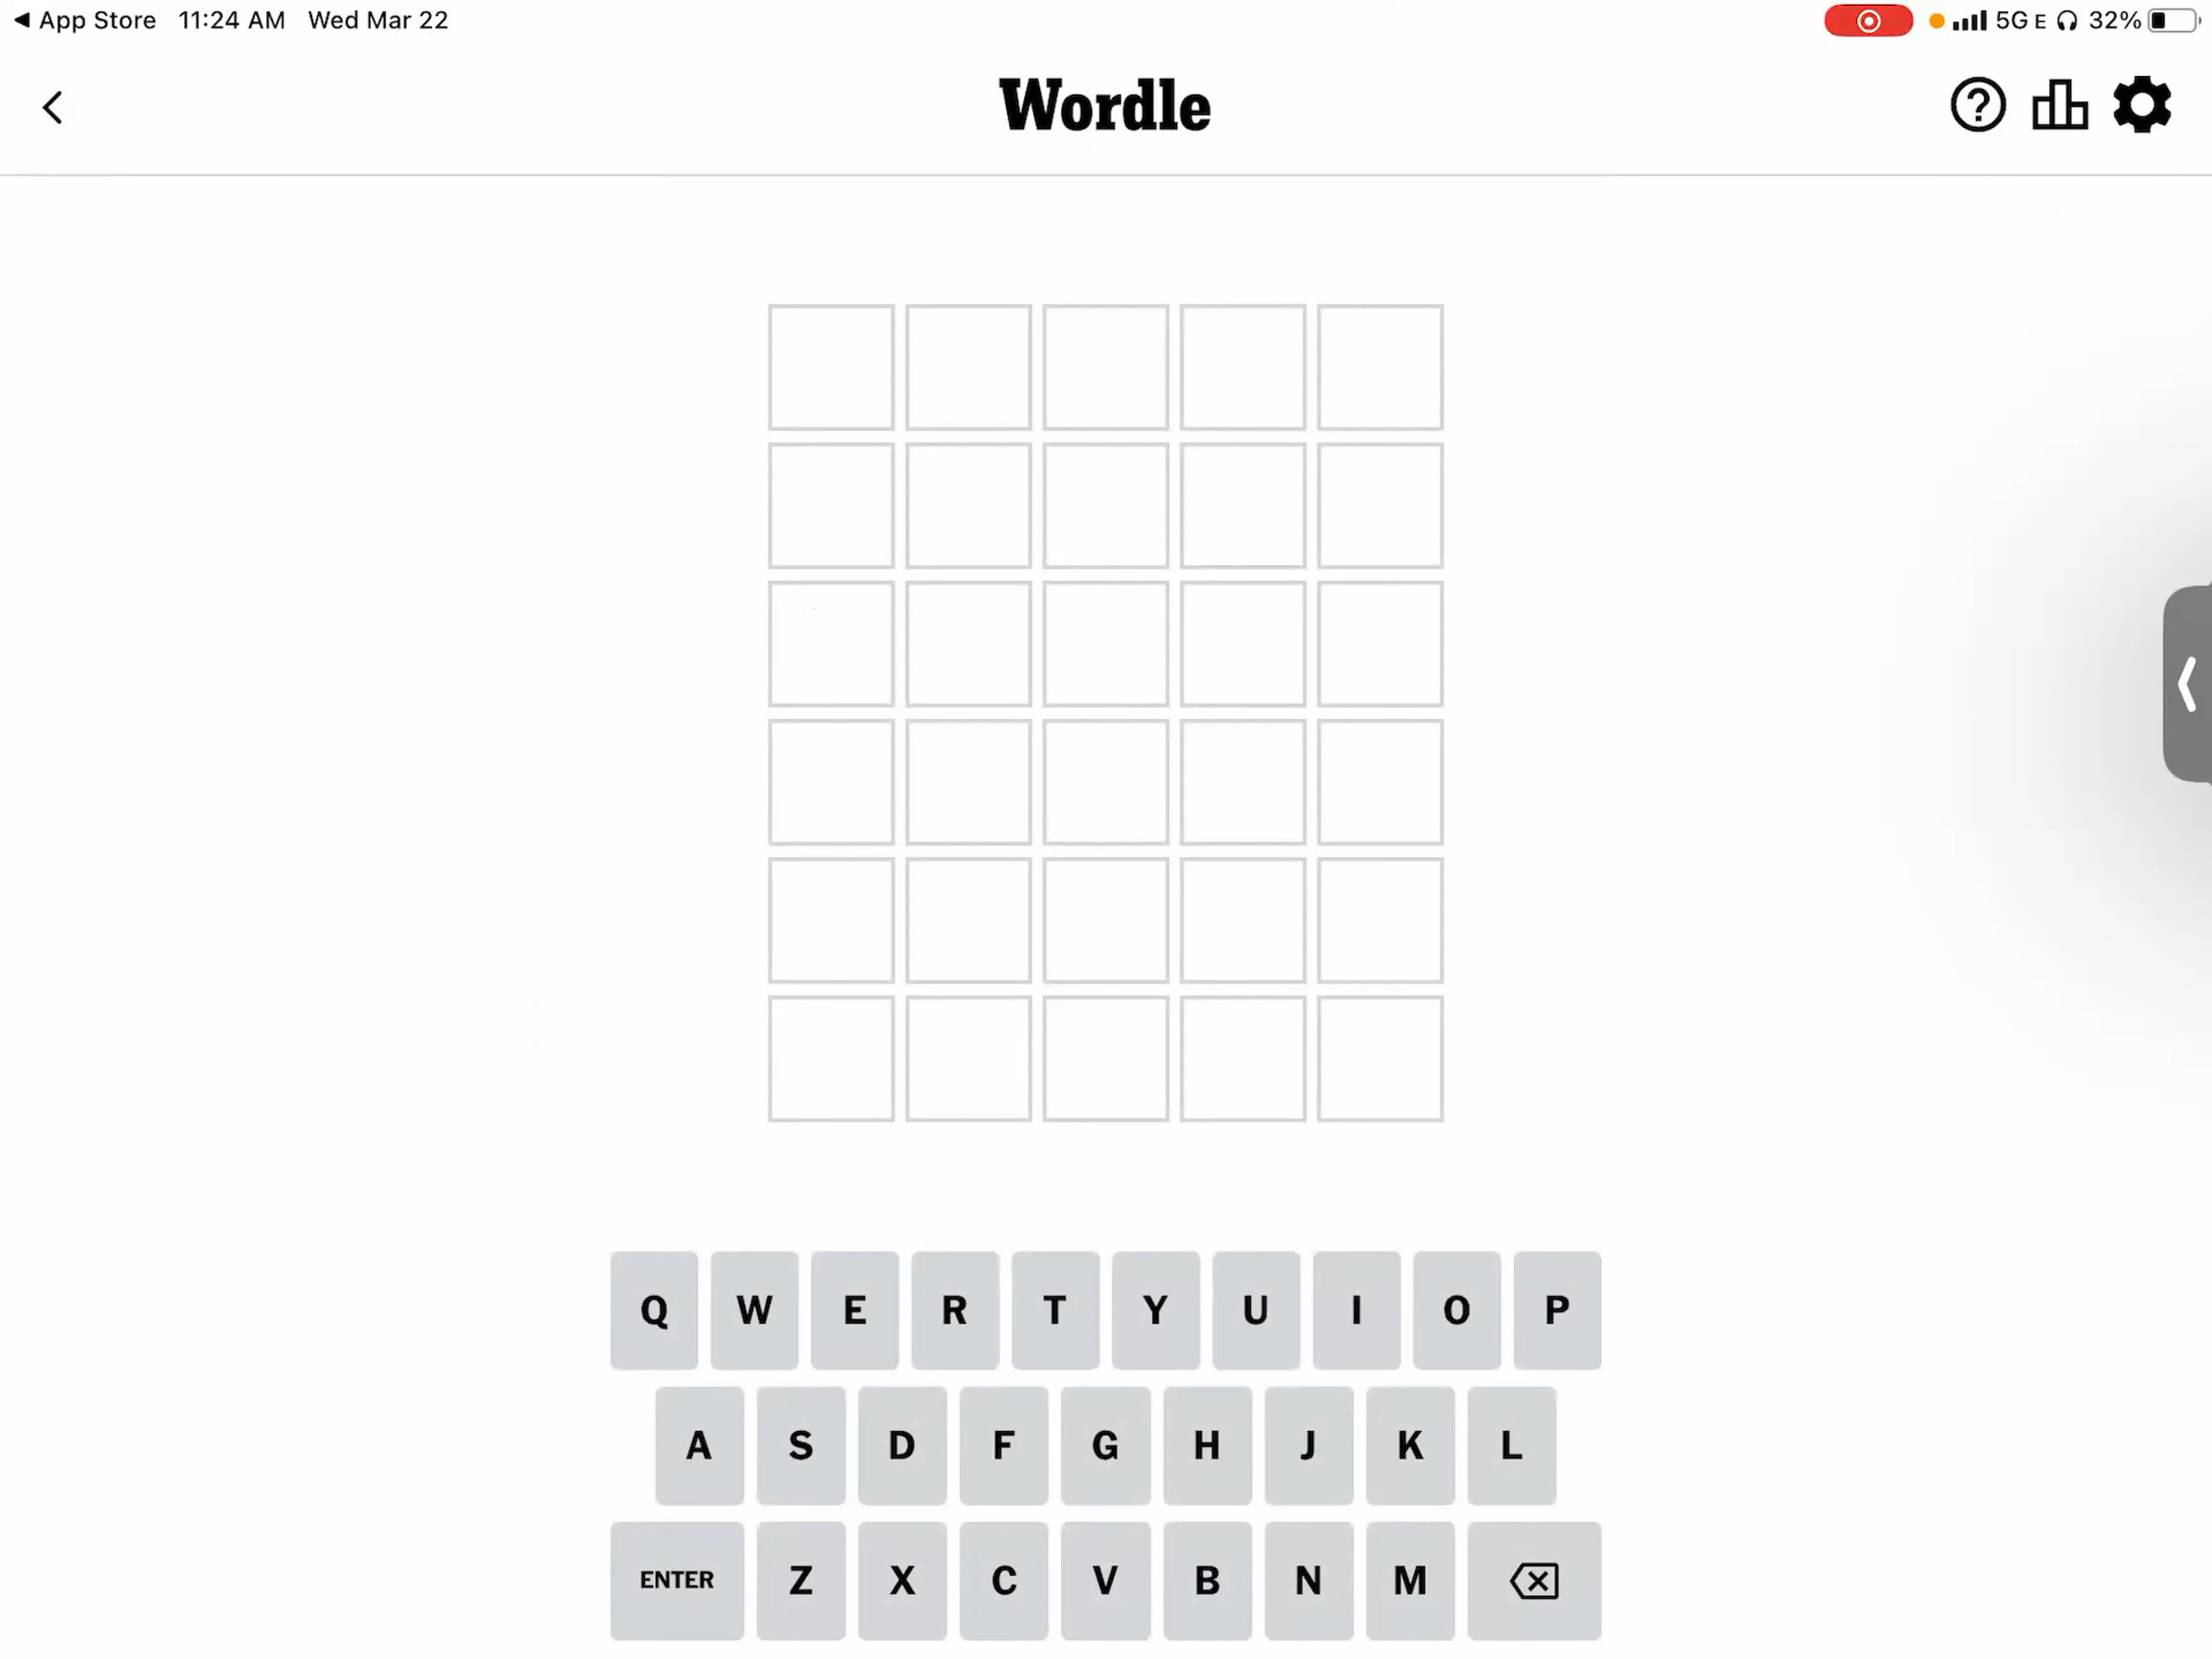 ◀ App Store 11:24 AM Wed Mar 22 5G E 32%
Wordle
Q W E R T Y U I O P
A S D F G H J K L
ENTER Z X C V B N M